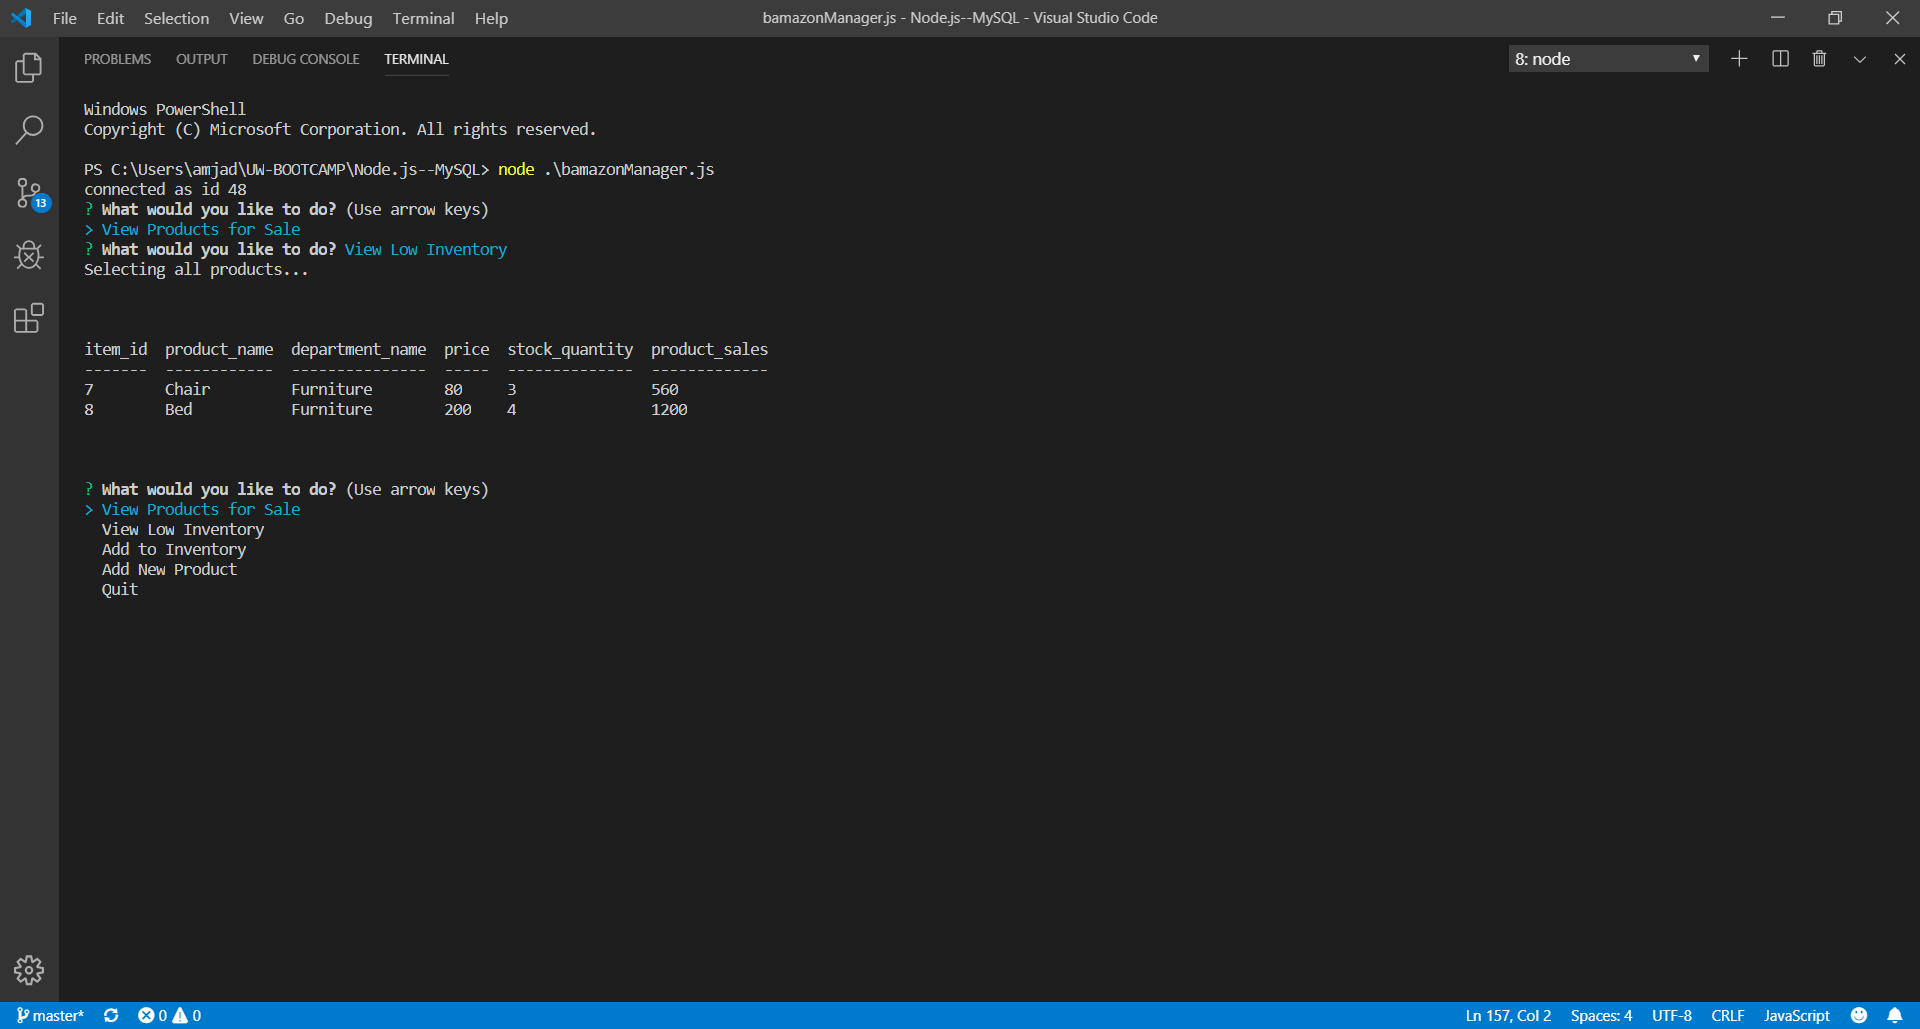 File Edit Selection View Go Debug Terminal Help bamazonManager.js - Node.js--MySQL - Visual Studio Code
PROBLEMS OUTPUT DEBUG CONSOLE TERMINAL 8: node
Windows PowerShell
Copyright (C) Microsoft Corporation. All rights reserved.
PS C:\Users\amjad\UW-BOOTCAMP\Node.js--MySQL> node .\bamazonManager.js
connected as id 48
? What would you like to do? (Use arrow keys)
> View Products for Sale
? What would you like to do? View Low Inventory
Selecting all products...
item_id product_name department_name price stock_quantity product_sales
------- ------------ --------------- ----- -------------- -------------
7 Chair Furniture 80 3 560
8 Bed Furniture 200 4 1200
? What would you like to do? (Use arrow keys)
> View Products for Sale
View Low Inventory
Add to Inventory
Add New Product
Quit
13
master* 0 0 Ln 157, Col 2 Spaces: 4 UTF-8 CRLF JavaScript